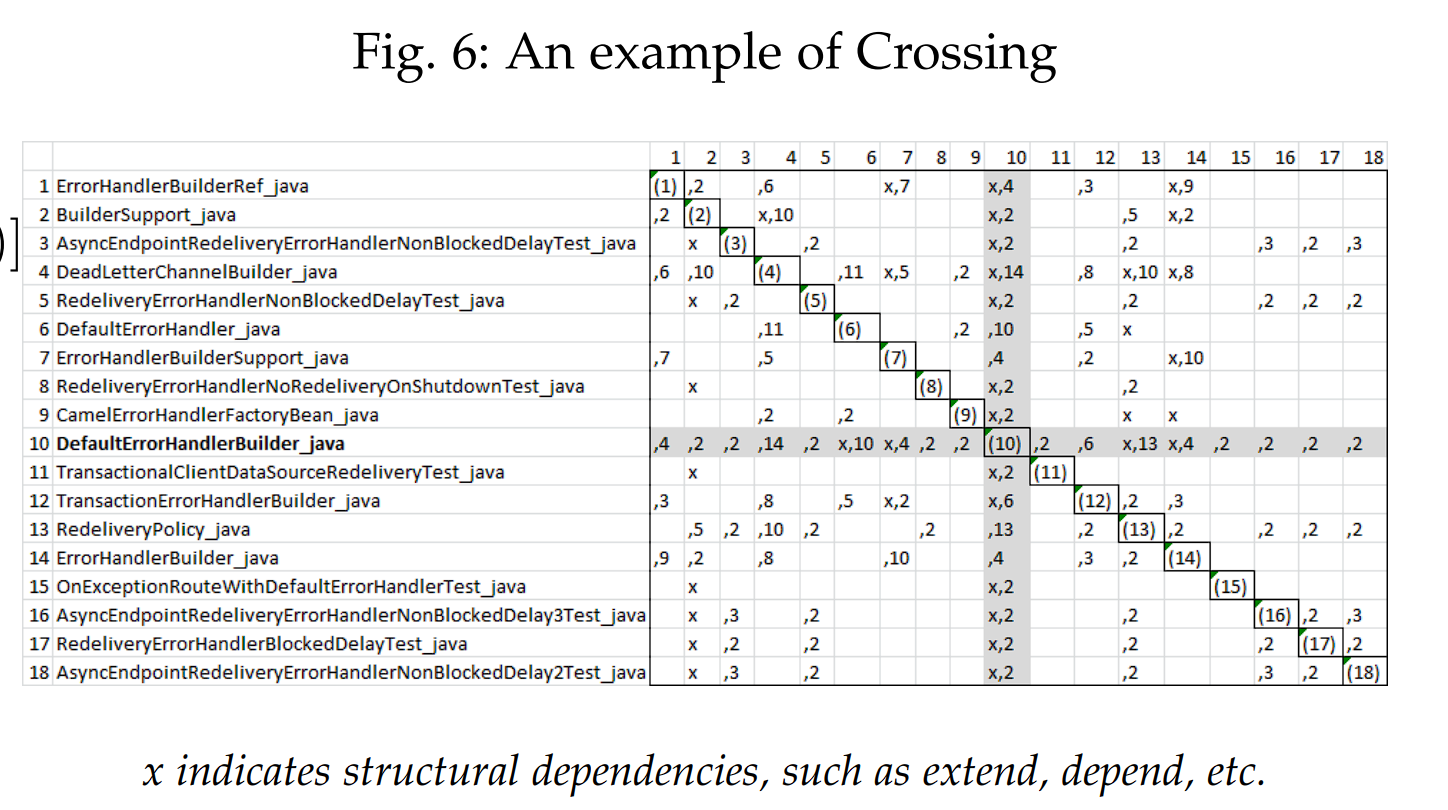 Fig. 6: An example of Crossing
1 2 3 4 5 6 7 8 9 10 11 12 13 14 15 16 17 18
)]
1 ErrorHandlerBuilderRef_java (1) ,2 ,6 x,7 x,4 ,3 x,9
2 BuilderSupport_java ,2 (2) x,10 x,2 ,5 x,2
3 AsyncEndpointRedeliveryErrorHandlerNonBlockedDelayTest_java x (3) ,2 x,2 ,2 ,3 ,2 ,3
4 DeadLetterChannelBuilder_java ,6 ,10 (4) ,11 x,5 ,2 x,14 ,8 x,10 x,8
5 RedeliveryErrorHandlerNonBlockedDelayTest_java x ,2 (5) x,2 ,2 ,2 ,2 ,2
6 DefaultErrorHandler_java ,11 (6) ,2 ,10 ,5 x
7 ErrorHandlerBuilderSupport_java ,7 ,5 (7) ,4 ,2 x,10
8 RedeliveryErrorHandlerNoRedeliveryOnShutdownTest_java x (8) x,2 ,2
9 CamelErrorHandlerFactoryBean_java ,2 ,2 (9) x,2 x x
10 DefaultErrorHandlerBuilder_java ,4 ,2 ,2 ,14 ,2 x,10 x,4 ,2 ,2 (10) ,2 ,6 x,13 x,4 ,2 ,2 ,2 ,2
11 TransactionalClientDataSourceRedeliveryTest_java x x,2 (11)
12 TransactionErrorHandlerBuilder_java ,3 ,8 ,5 x,2 x,6 (12) ,2 ,3
13 RedeliveryPolicy_java ,5 ,2 ,10 ,2 ,2 ,13 ,2 (13) ,2 ,2 ,2 ,2
14 ErrorHandlerBuilder_java ,9 ,2 ,8 ,10 ,4 ,3 ,2 (14)
15 OnExceptionRouteWithDefaultErrorHandlerTest_java x x,2 (15)
16 AsyncEndpointRedeliveryErrorHandlerNonBlockedDelay3Test_java x ,3 ,2 x,2 ,2 (16) ,2 ,3
17 RedeliveryErrorHandlerBlockedDelayTest_java x ,2 ,2 x,2 ,2 ,2 (17) ,2
18 AsyncEndpointRedeliveryErrorHandlerNonBlockedDelay2Test_java x ,3 ,2 x,2 ,2 ,3 ,2 (18)
x indicates structural dependencies, such as extend, depend, etc.